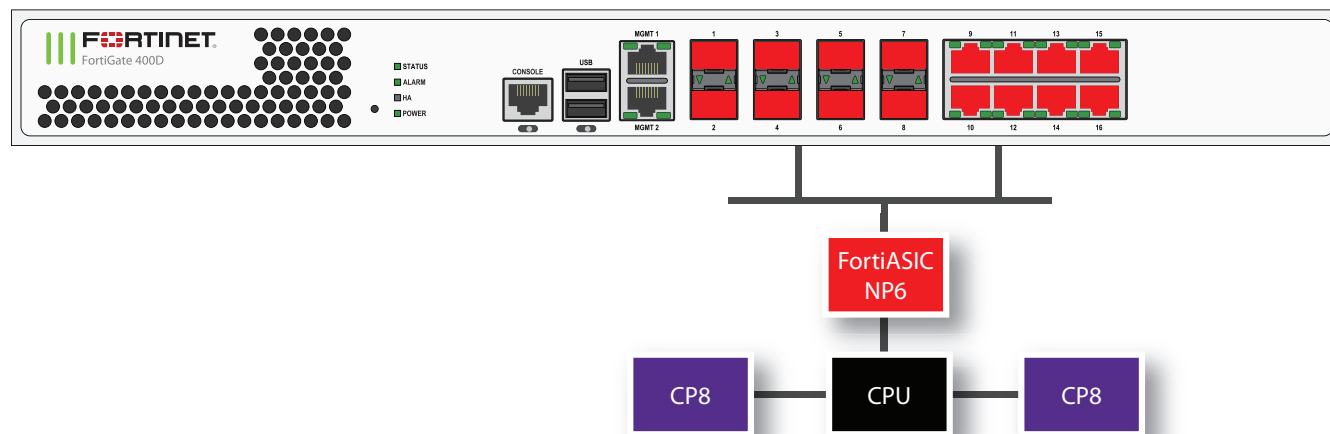 FORTINET
FortiGate 400D
STATUS
ALARM
HA
POWER
CONSOLE
USB
MGMT 1
MGMT 2
1 3 5 7
2 4 6 8
9 11 13 15
10 12 14 16
FortiASIC
NP6
CP8
CPU
CP8